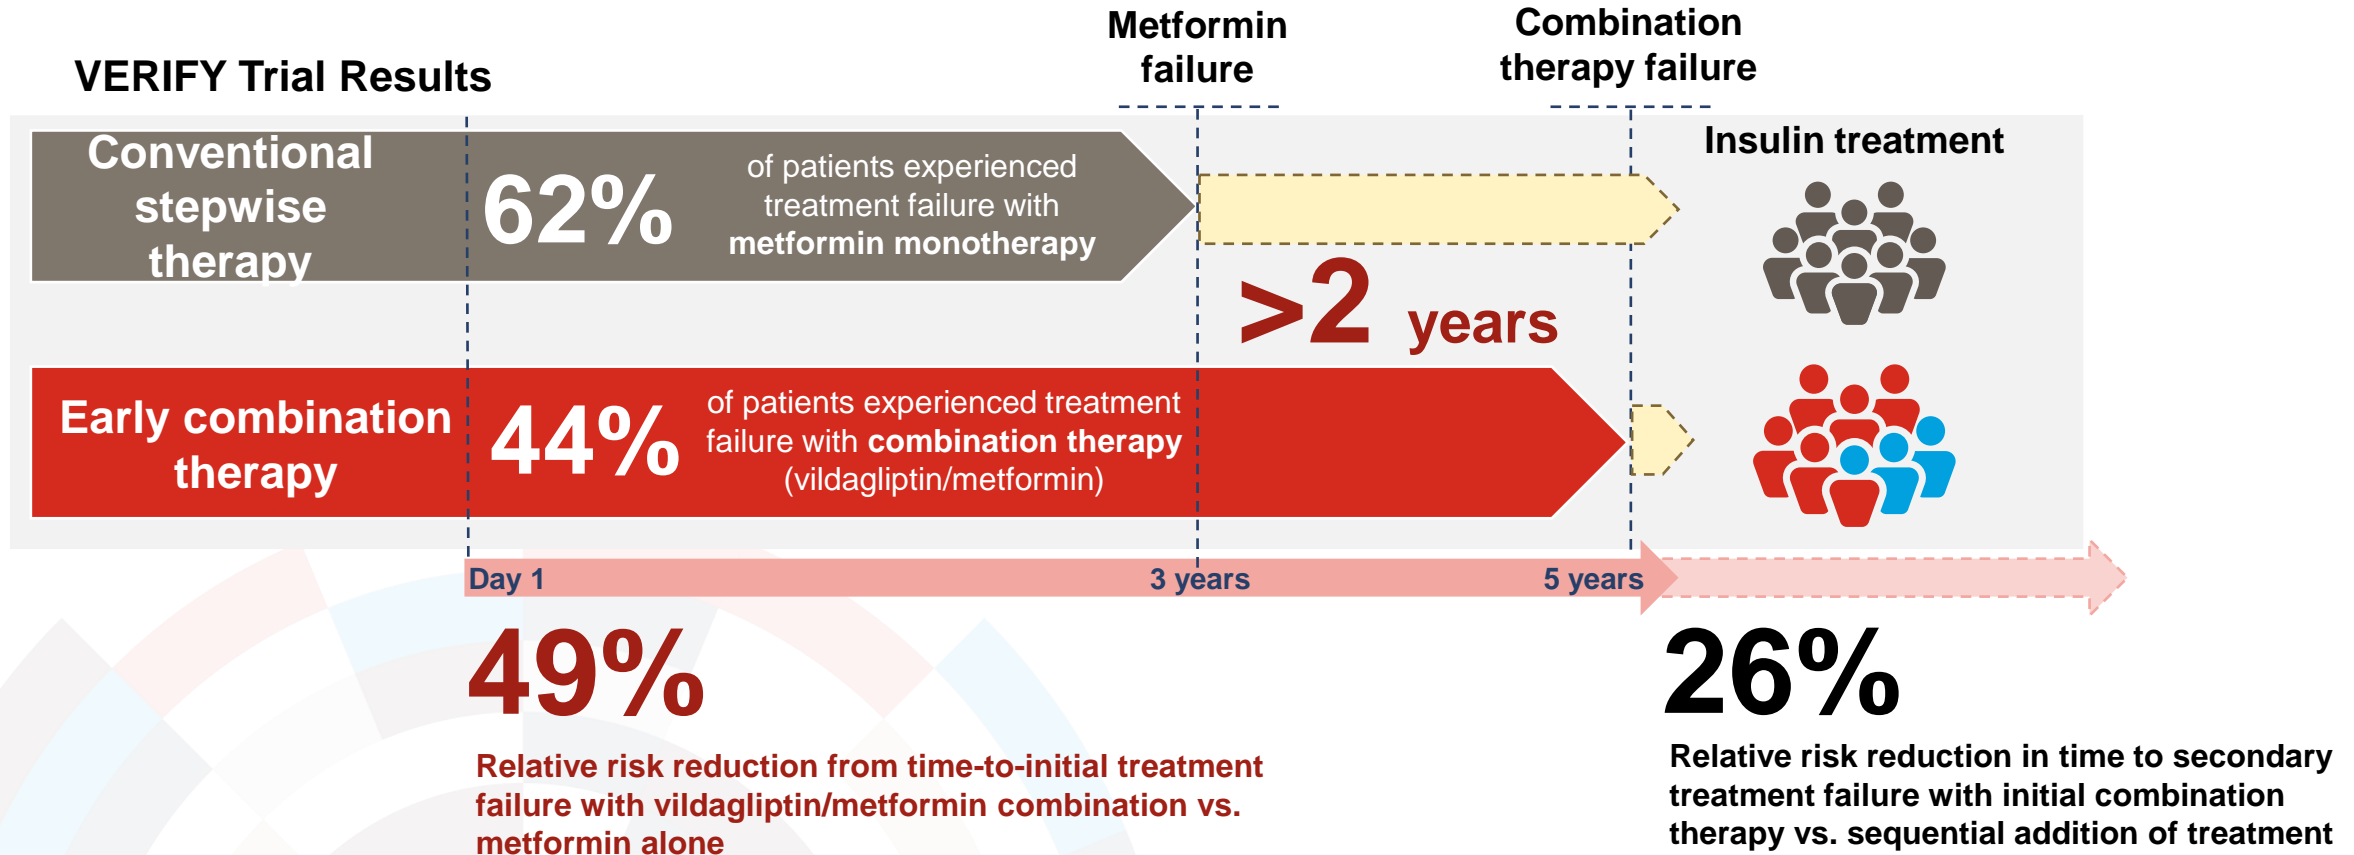 VERIFY Trial Results
Metformin
failure
Combination
therapy failure
Conventional
stepwise
therapy
62%
of patients experienced
treatment failure with
metformin monotherapy
Insulin treatment
>2 years
Early combination
therapy
44%
of patients experienced treatment
failure with combination therapy
(vildagliptin/metformin)
Day 1
3 years
5 years
49%
Relative risk reduction from time-to-initial treatment
failure with vildagliptin/metformin combination vs.
metformin alone
26%
Relative risk reduction in time to secondary
treatment failure with initial combination
therapy vs. sequential addition of treatment